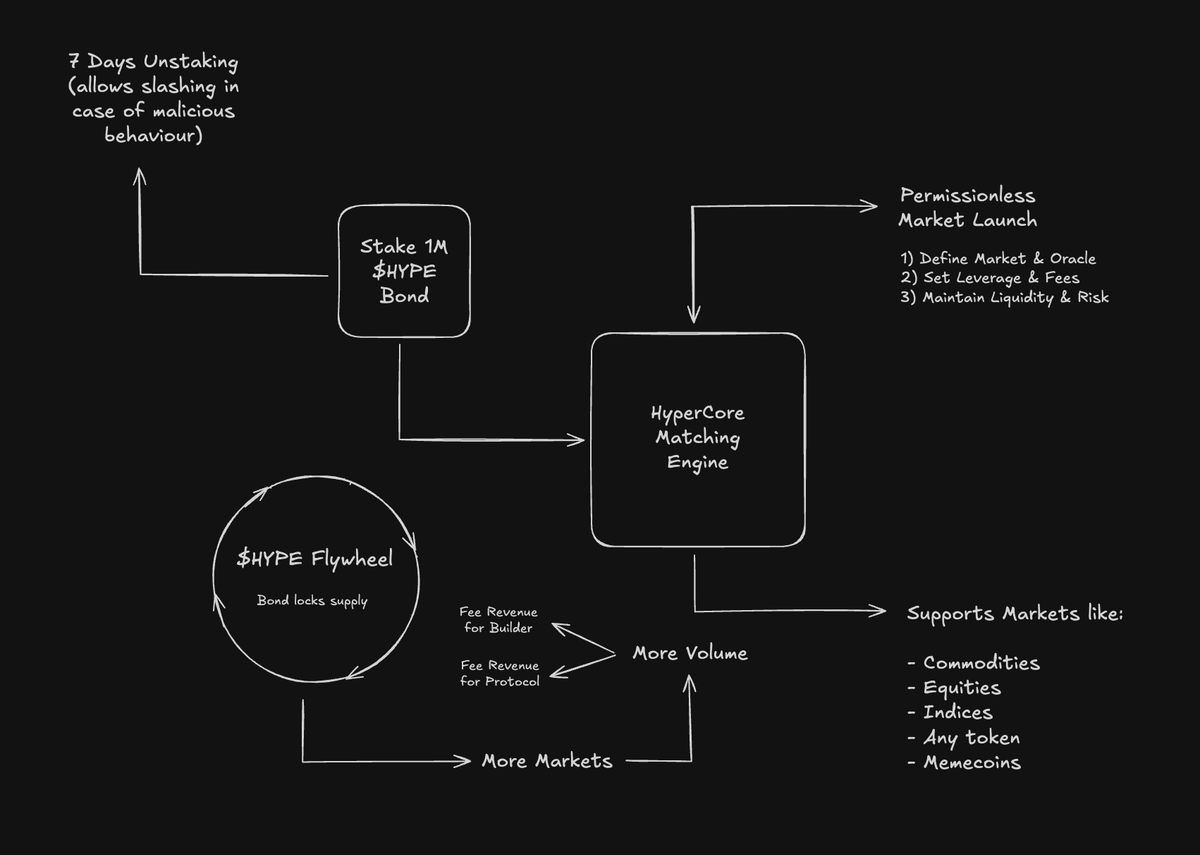 7 Days Unstaking
(allows slashing in
case of malicious
behaviour)
Stake 1M
$HYPE
Bond
Permissionless
Market Launch
1) Define Market & Oracle
2) Set Leverage & Fees
3) Maintain Liquidity & Risk
HyperCore
Matching
Engine
$HYPE Flywheel
Bond locks supply
Fee Revenue
for Builder
Fee Revenue
for Protocol
More Volume
More Markets
Supports Markets like:
- Commodities
- Equities
- Indices
- Any token
- Memecoins